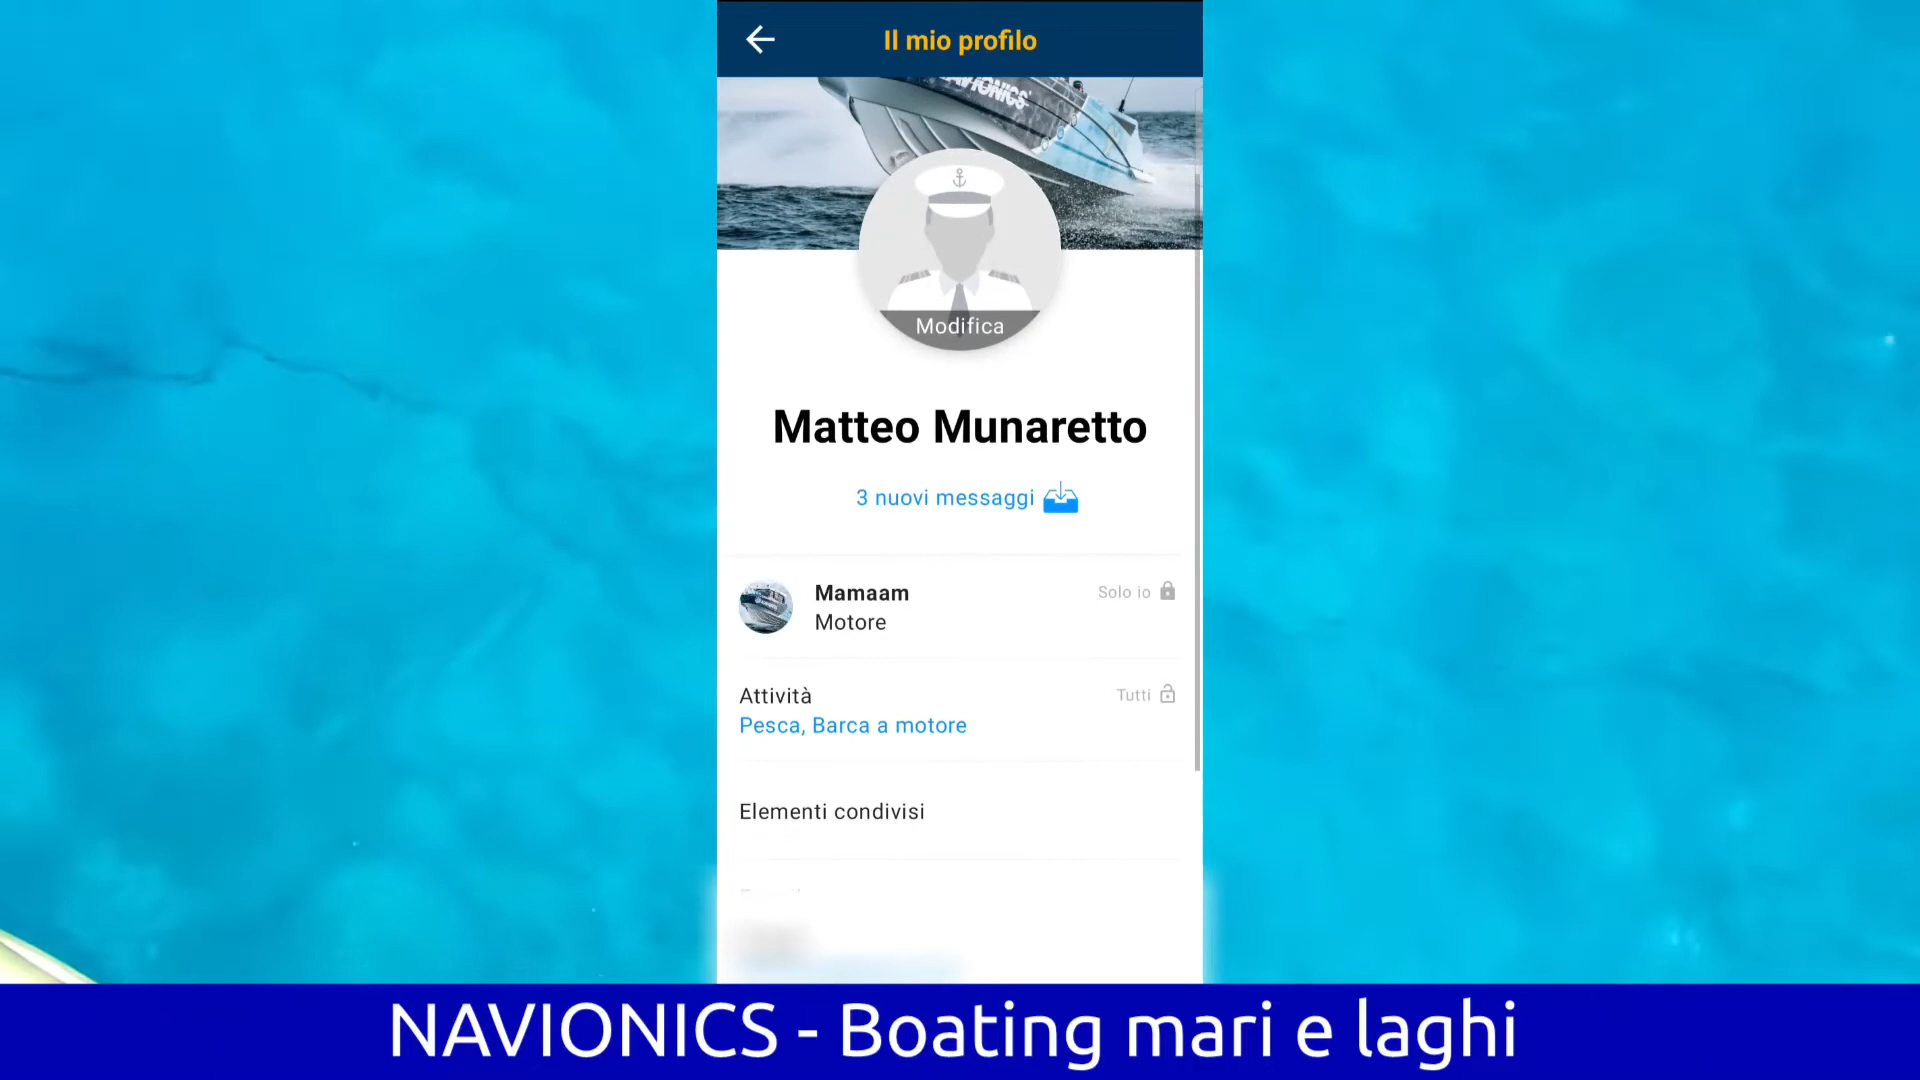 Il mio profilo
NAVIONICS
Modifica
Matteo Munaretto
3 nuovi messaggi
Mamaam
Solo io
Motore
Attività
Tutti
Pesca, Barca a motore
Elementi condivisi
NAVIONICS - Boating mari e laghi